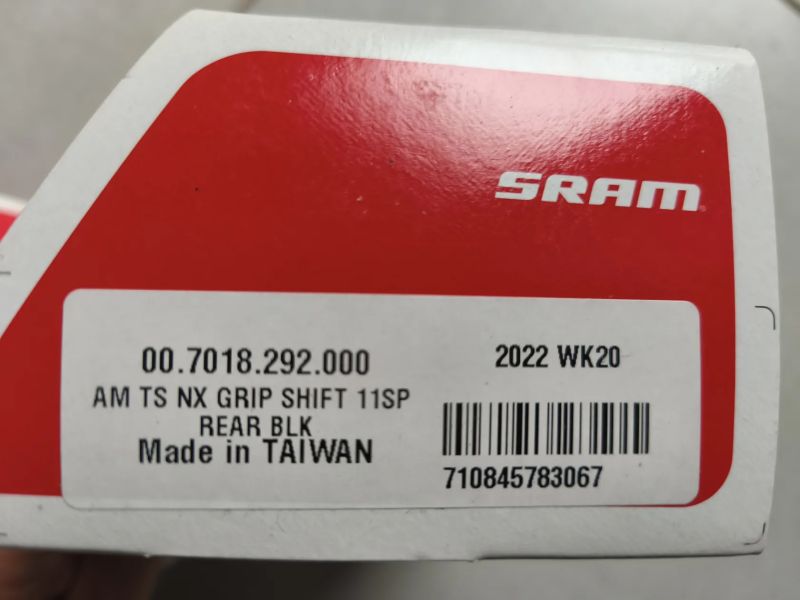 SRAM
00.7018.292.000
AM TS NX GRIP SHIFT 11SP
REAR BLK
Made in TAIWAN
2022 WK20
710845783067